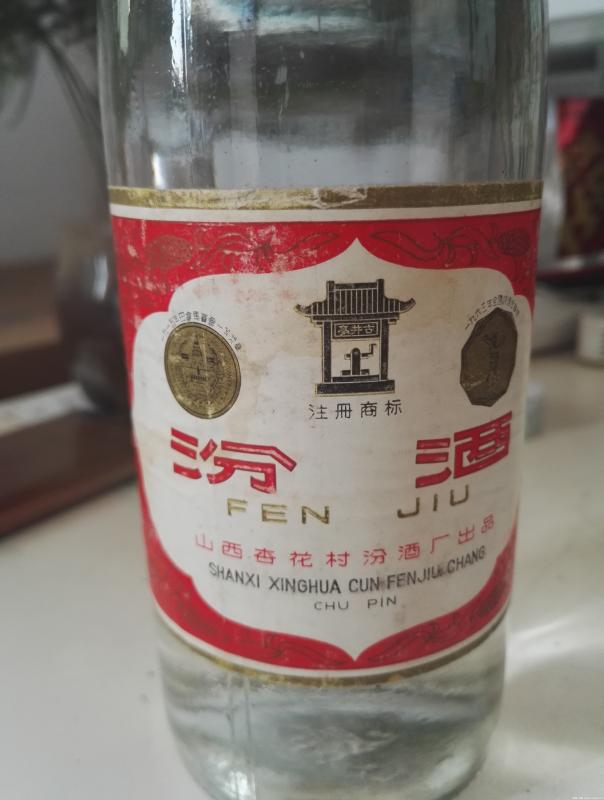 古井亭
注册商标
汾酒
FEN JIU
山西杏花村汾酒厂出品
SHANXI XINGHUA CUN FENJIU CHANG
CHU PIN